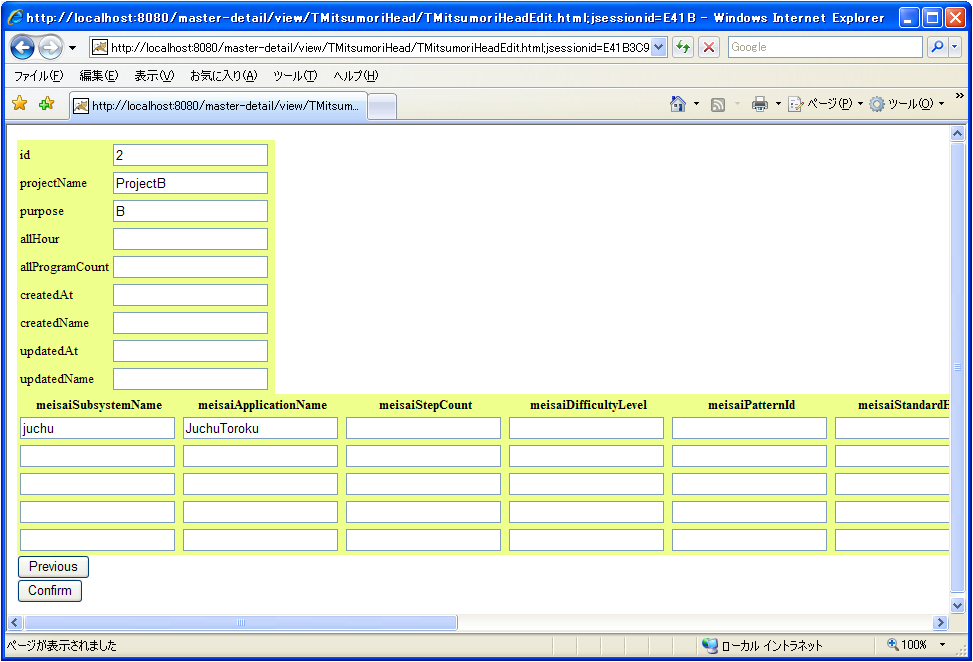 http://localhost:8080/master-detail/view/TMitsumoriHead/TMitsumoriHeadEdit.html;jsessionid=E41B - Windows Internet Explorer
http://localhost:8080/master-detail/view/TMitsumoriHead/TMitsumoriHeadEdit.html;jsessionid=E41B3C9 Google
ファイル(F) 編集(E) 表示(V) お気に入り(A) ツール(T) ヘルプ(H)
http://localhost:8080/master-detail/view/TMitsum... ページ(P) ツール(O) »
id 2
projectName ProjectB
purpose B
allHour
allProgramCount
createdAt
createdName
updatedAt
updatedName
meisaiSubsystemName meisaiApplicationName meisaiStepCount meisaiDifficultyLevel meisaiPatternId meisaiStandardH
juchu JuchuToroku
Previous
Confirm
ページが表示されました ローカル イントラネット 100%